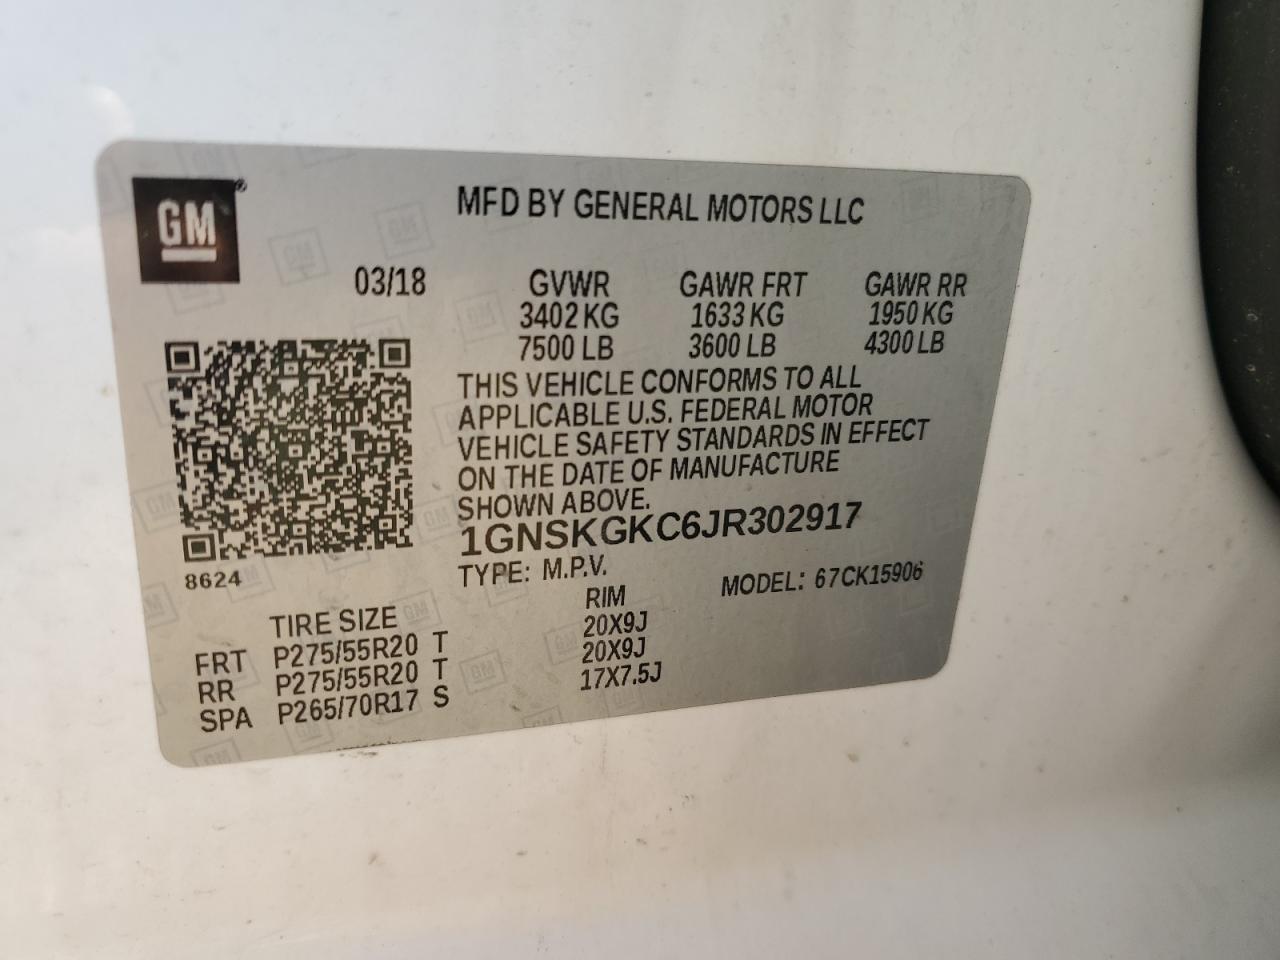 GM®
MFD BY GENERAL MOTORS LLC
03/18 GVWR GAWR FRT GAWR RR
3402 KG 1633 KG 1950 KG
7500 LB 3600 LB 4300 LB
THIS VEHICLE CONFORMS TO ALL
APPLICABLE U.S. FEDERAL MOTOR
VEHICLE SAFETY STANDARDS IN EFFECT
ON THE DATE OF MANUFACTURE
SHOWN ABOVE.
1GNSKGKC6JR302917
8624
TYPE: M.P.V. MODEL: 67CK15906
TIRE SIZE RIM
FRT P275/55R20 T 20X9J
RR P275/55R20 T 20X9J
SPA P265/70R17 S 17X7.5J